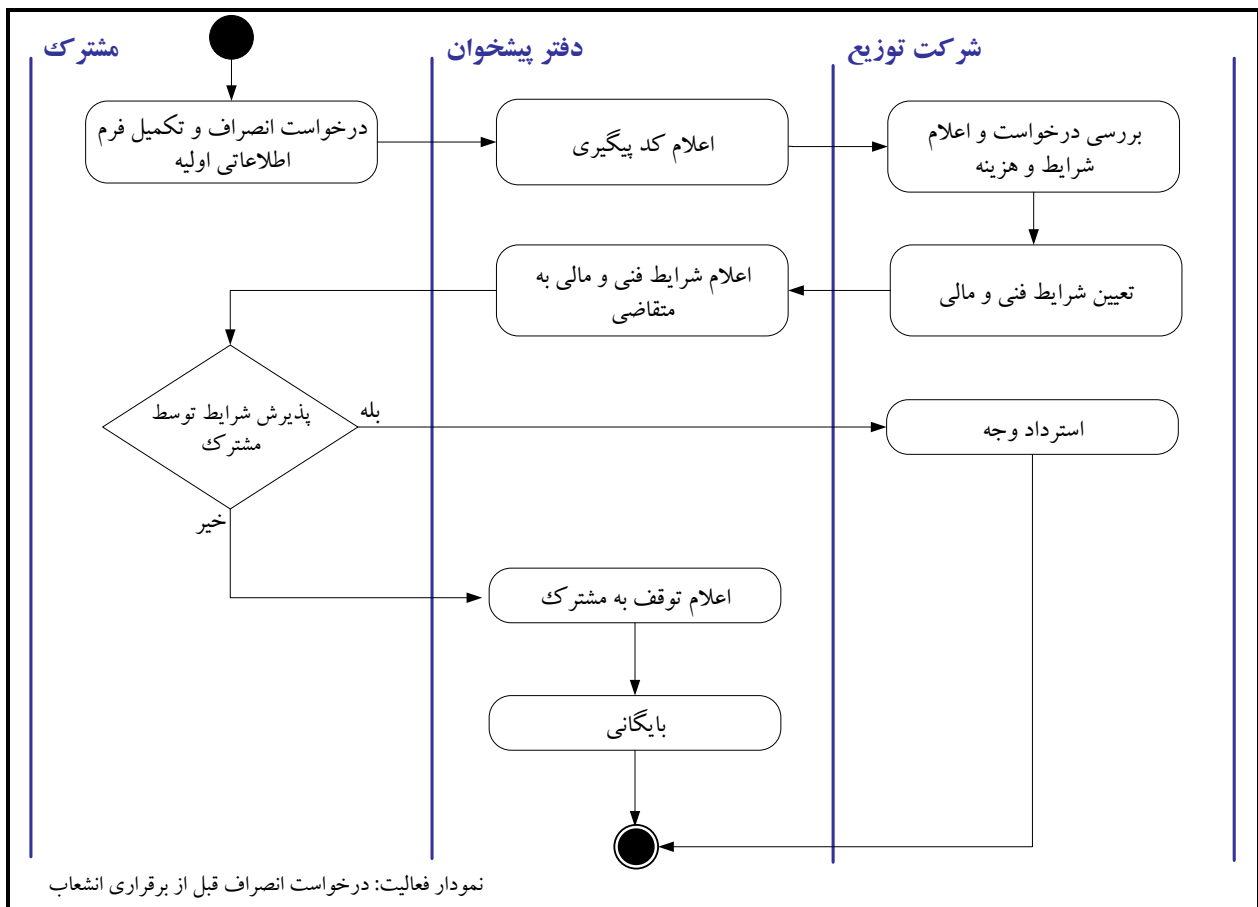 مشترک
دفتر پیشخوان
شرکت توزیع
درخواست انصراف و تکمیل فرم
اطلاعاتی اولیه
اعلام کد پیگیری
بررسی درخواست و اعلام
شرایط و هزینه
تعیین شرایط فنی و مالی
اعلام شرایط فنی و مالی به
متقاضی
پذیرش شرایط توسط
مشترک
بله
استرداد وجه
خیر
اعلام توقف به مشترک
بایگانی
نمودار فعالیت: درخواست انصراف قبل از برقراری انشعاب